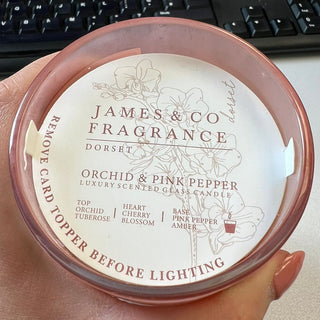 dorset
JAMES & CO
FRAGRANCE
DORSET
ORCHID & PINK PEPPER
LUXURY SCENTED GLASS CANDLE
TOP
ORCHID
TUBEROSE
HEART
CHERRY
BLOSSOM
BASE
PINK PEPPER
AMBER
REMOVE CARD TOPPER BEFORE LIGHTING